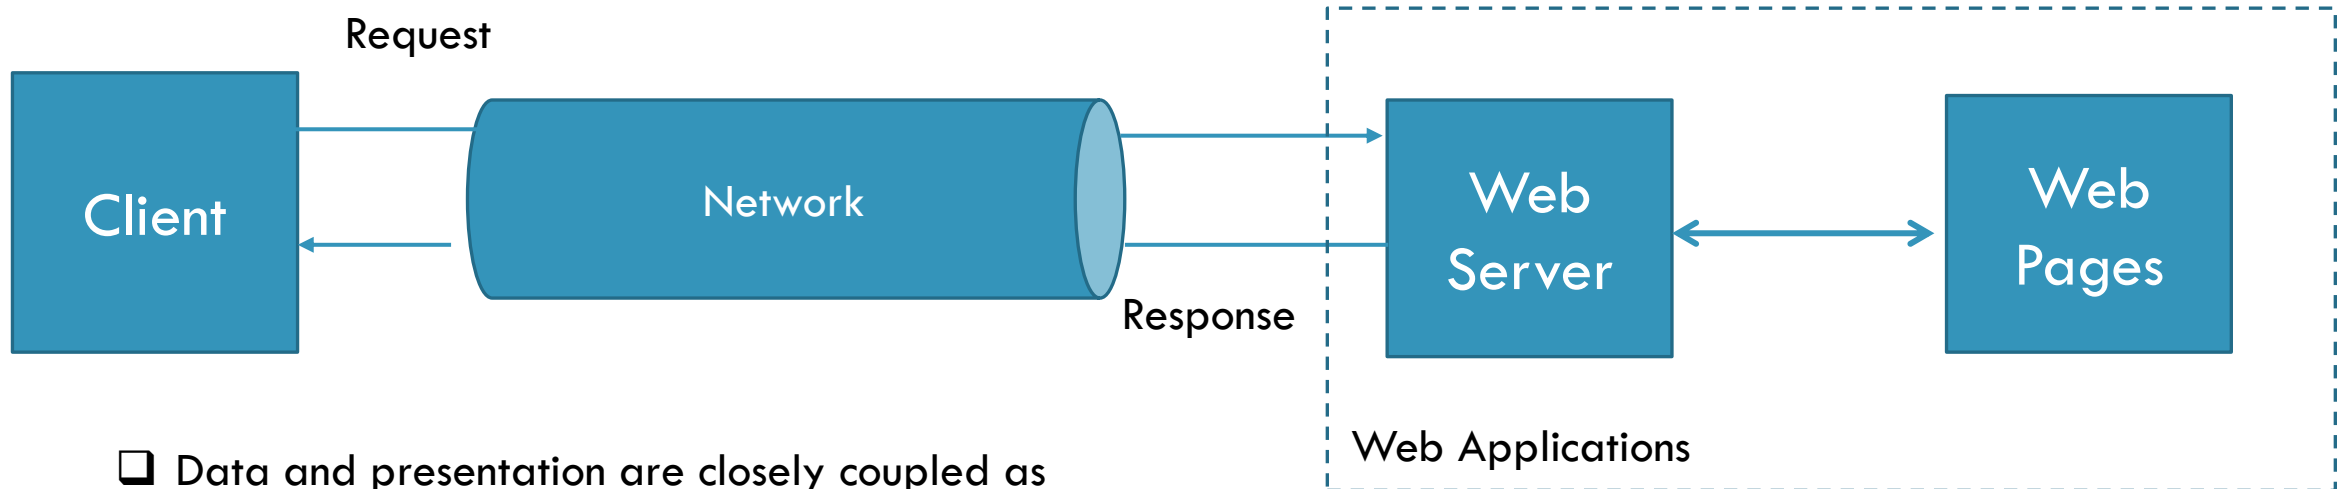 Request
Client
Network
Web
Server
Web
Pages
Response
Web Applications
Data and presentation are closely coupled as